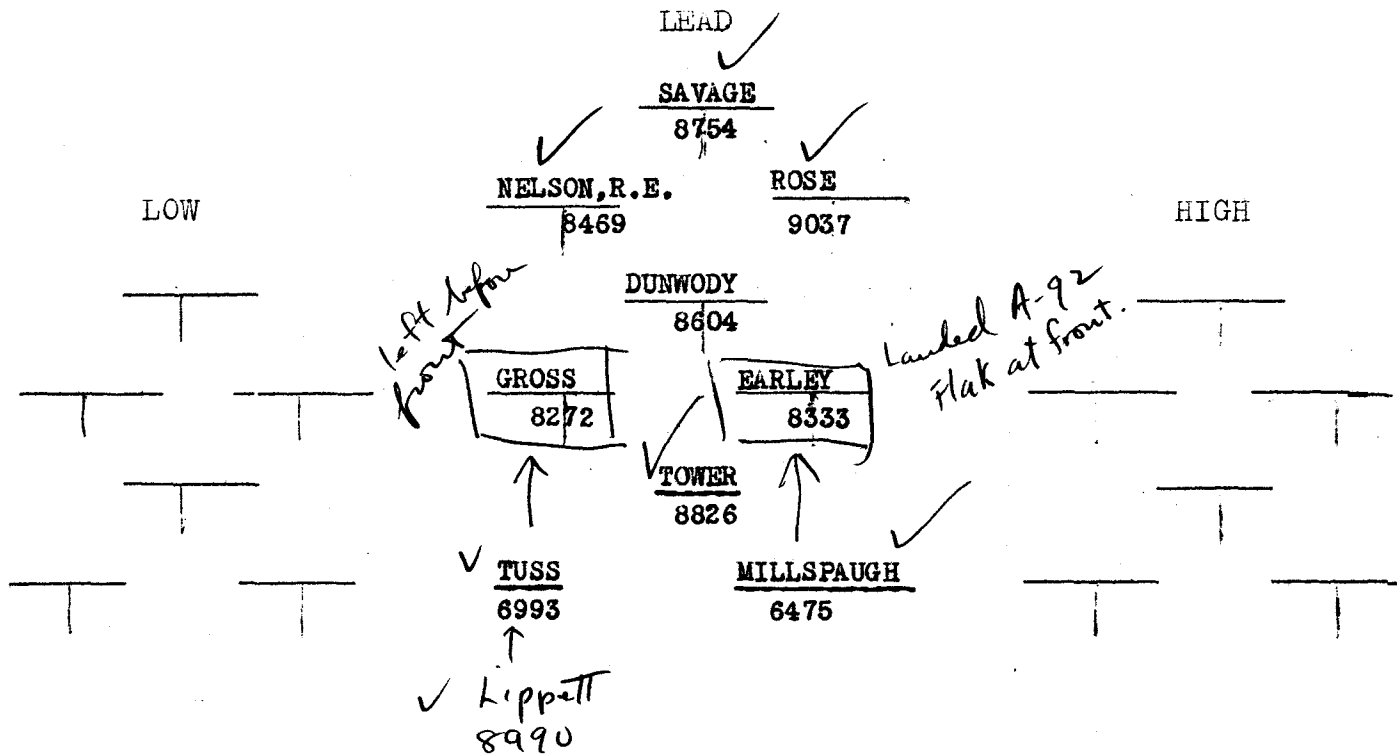 LEAD
SAVAGE
8754
NELSON,R.E.
8469
ROSE
9037
LOW
HIGH
DUNWODY
8604
left before
front
GROSS
8272
EARLEY
8333
Landed A-92
Flak at front.
TOWER
8826
TUSS
6993
MILLSPAUGH
6475
Lippett
8990